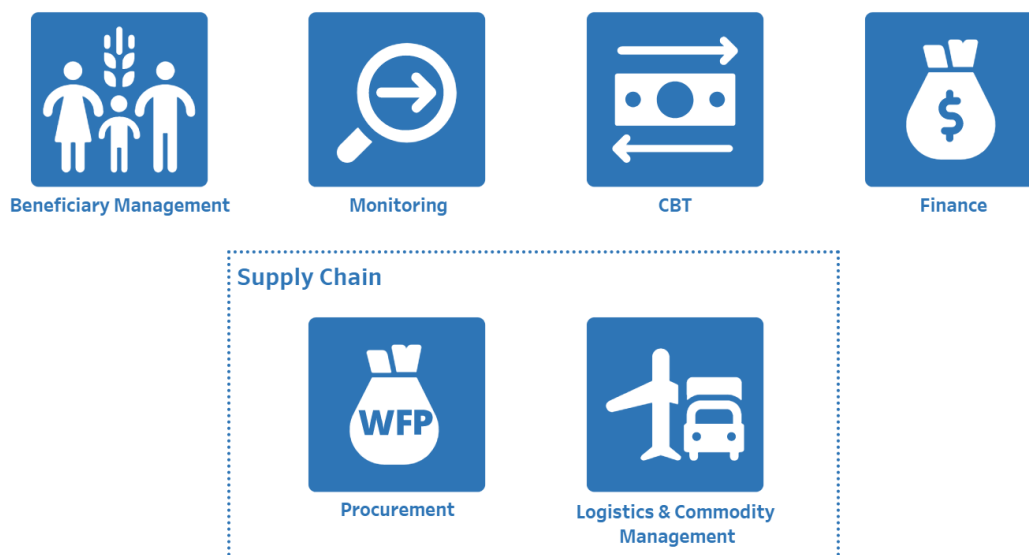 Beneficiary Management
Monitoring
CBT
$
Finance
Supply Chain
WFP
Procurement
Logistics & Commodity
Management